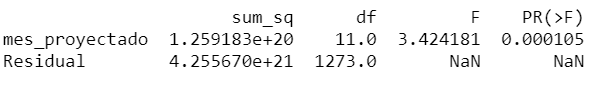 sum_sq df F PR(>F)
mes_proyectado 1.259183e+20 11.0 3.424181 0.000105
Residual 4.255670e+21 1273.0 NaN NaN